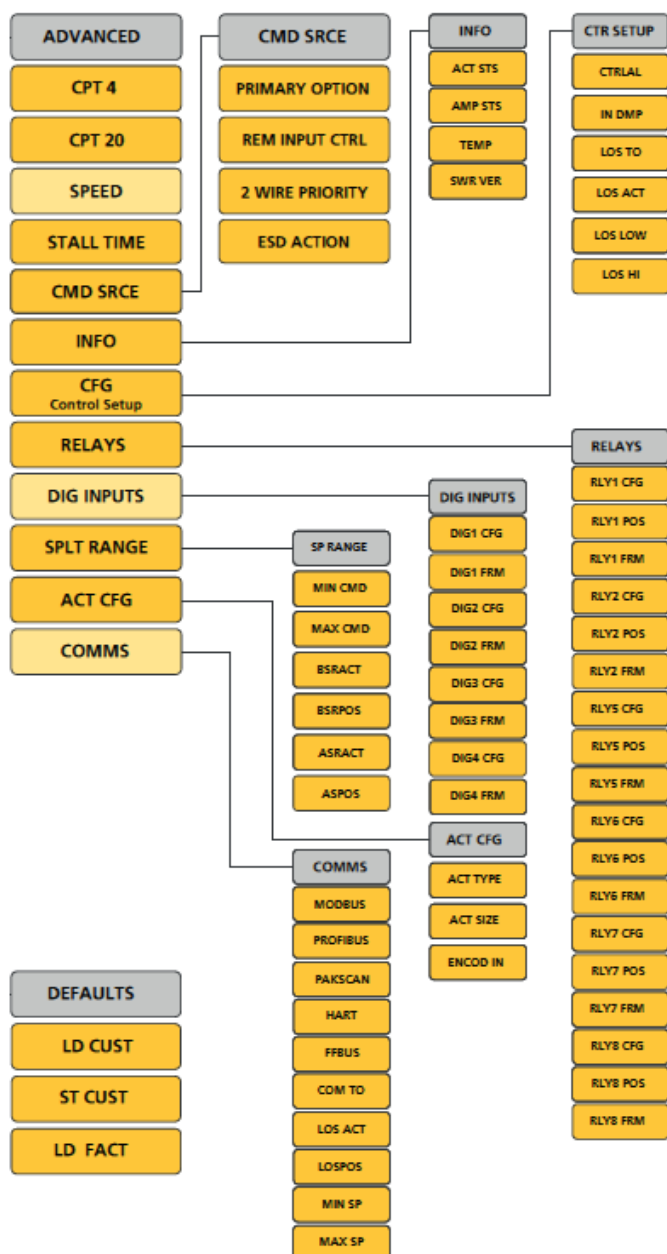 ADVANCED
CPT 4
CPT 20
SPEED
STALL TIME
CMD SRCE
INFO
CFG
Control Setup
RELAYS
DIG INPUTS
SPLT RANGE
ACT CFG
COMMS
CMD SRCE
PRIMARY OPTION
REM INPUT CTRL
2 WIRE PRIORITY
ESD ACTION
INFO
ACT STS
AMP STS
TEMP
SWR VER
CTR SETUP
CTRLAL
IN DMP
LOS TO
LOS ACT
LOS LOW
LOS HI
RELAYS
RLY1 CFG
RLY1 POS
RLY1 FRM
RLY2 CFG
RLY2 POS
RLY2 FRM
RLY5 CFG
RLY5 POS
RLY5 FRM
RLY6 CFG
RLY6 POS
RLY6 FRM
RLY7 CFG
RLY7 POS
RLY7 FRM
RLY8 CFG
RLY8 POS
RLY8 FRM
DIG INPUTS
DIG1 CFG
DIG1 FRM
DIG2 CFG
DIG2 FRM
DIG3 CFG
DIG3 FRM
DIG4 CFG
DIG4 FRM
SP RANGE
MIN CMD
MAX CMD
BSRACT
BSRPOS
ASRACT
ASPOS
ACT CFG
ACT TYPE
ACT SIZE
ENCOD IN
COMMS
MODBUS
PROFIBUS
PAKSCAN
HART
FFBUS
COM TO
LOS ACT
LOSPOS
MIN SP
MAX SP
DEFAULTS
LD CUST
ST CUST
LD FACT